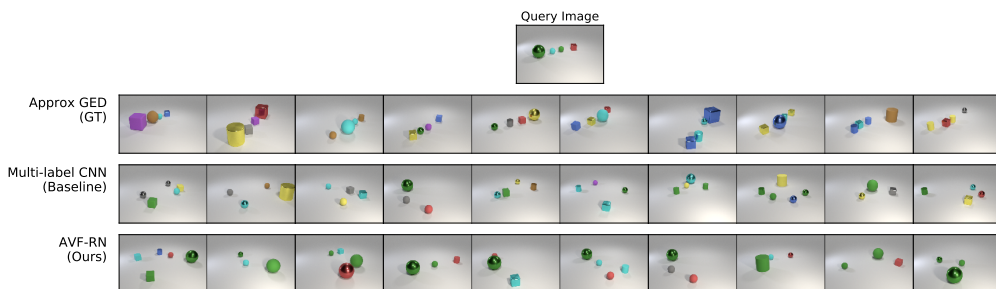 Query Image
Approx GED
(GT)
Multi-label CNN
(Baseline)
AVF-RN
(Ours)